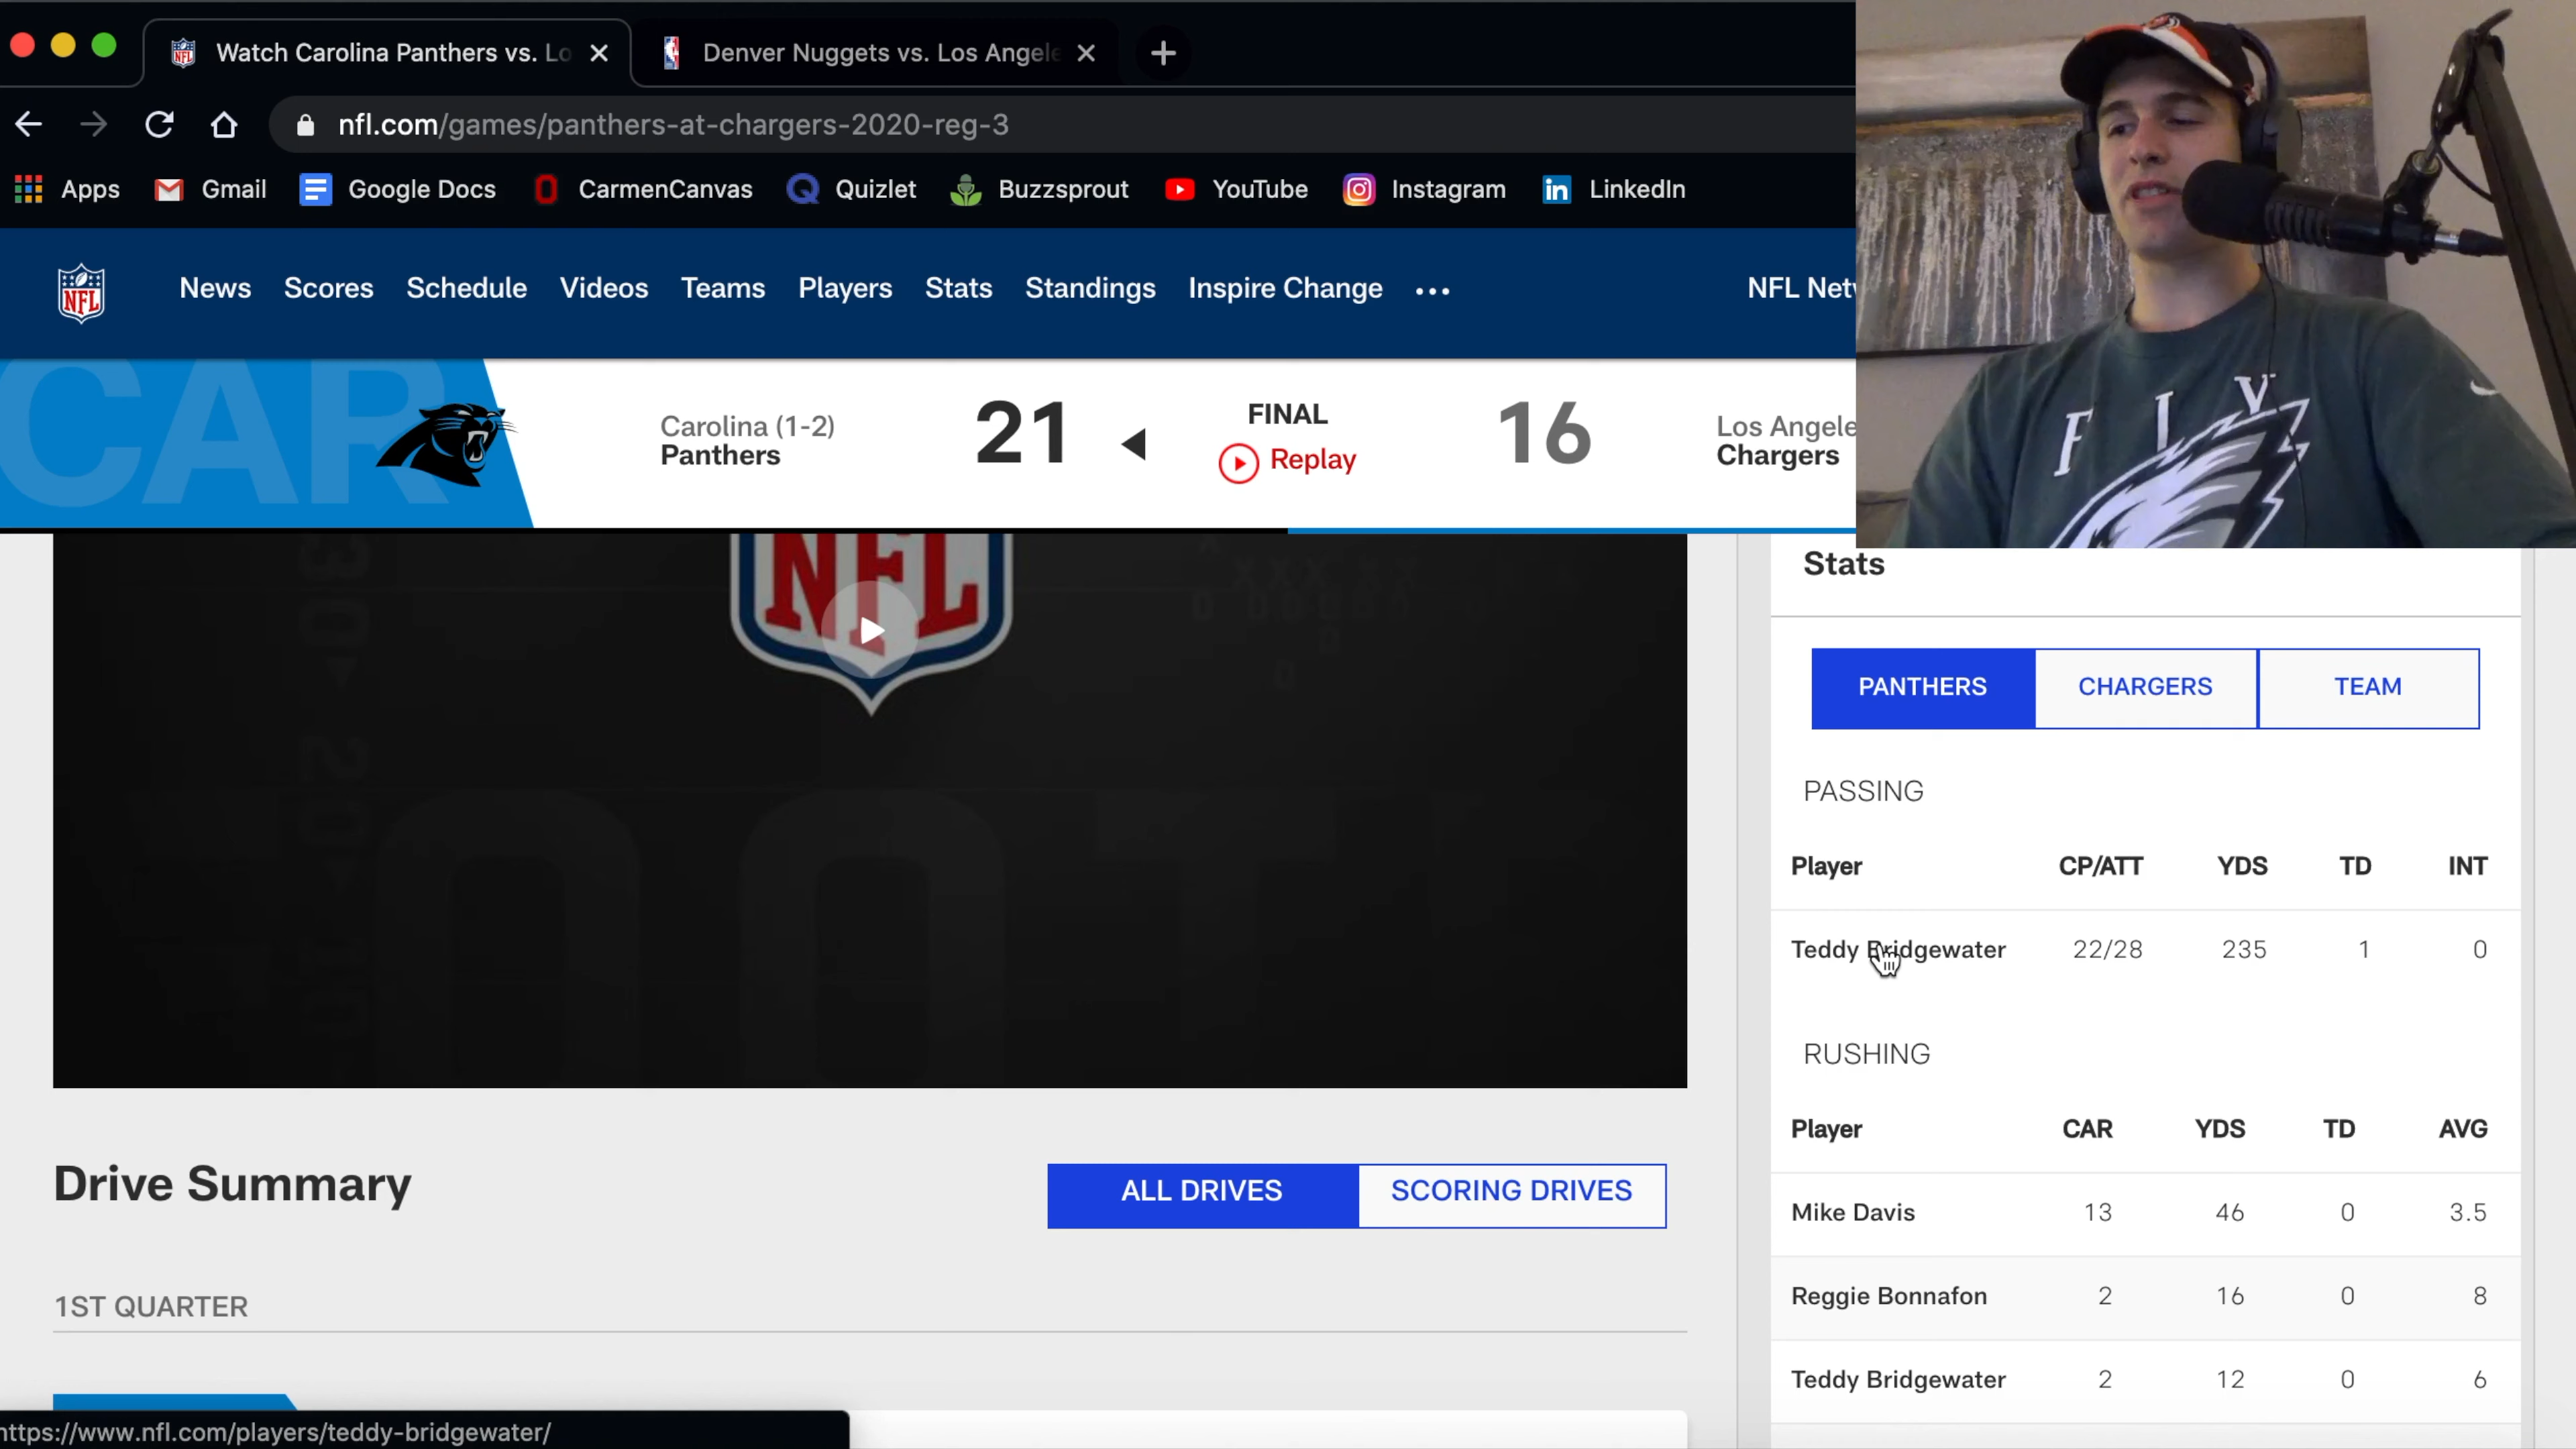 Watch Carolina Panthers vs. Lo
Denver Nuggets vs. Los Angele
nfl.com/games/panthers-at-chargers-2020-reg-3
Apps Gmail Google Docs CarmenCanvas Quizlet Buzzsprout YouTube Instagram LinkedIn
NFL News Scores Schedule Videos Teams Players Stats Standings Inspire Change ... NFL Netw
CAR
Carolina (1-2)
Panthers
21
FINAL
Replay
16
Los Angele
Chargers
FLY
NFL
Stats
PANTHERS CHARGERS TEAM
PASSING
Player CP/ATT YDS TD INT
Teddy Bridgewater 22/28 235 1 0
RUSHING
Player CAR YDS TD AVG
Mike Davis 13 46 0 3.5
Reggie Bonnafon 2 16 0 8
Teddy Bridgewater 2 12 0 6
Drive Summary
ALL DRIVES SCORING DRIVES
1ST QUARTER
https://www.nfl.com/players/teddy-bridgewater/